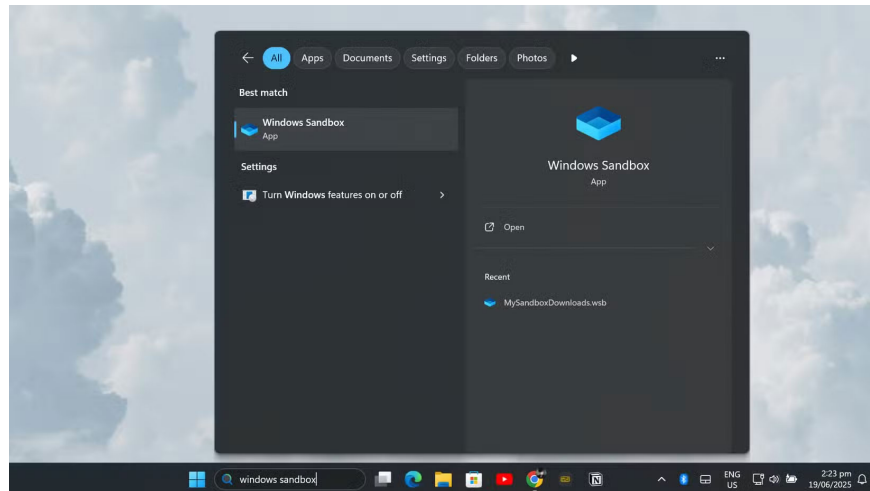 All Apps Documents Settings Folders Photos
Best match
Windows Sandbox
App
Settings
Turn Windows features on or off
Windows Sandbox
App
Open
Recent
MySandboxDownloads.wsb
windows sandbox
ENG
US
2:23 pm
19/06/2025